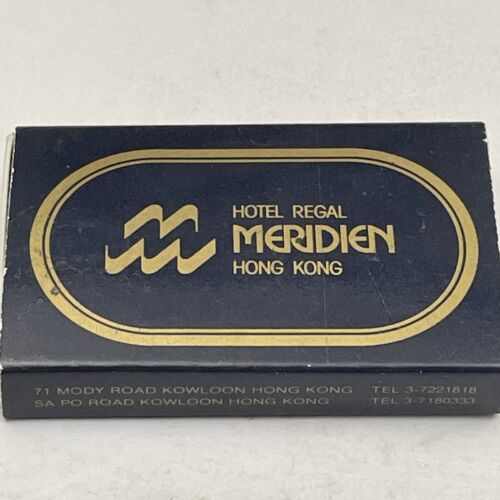 HOTEL REGAL
MERIDIEN
HONG KONG
71 MODY ROAD KOWLOON HONG KONG TEL 3-7221818
SA PO ROAD KOWLOON HONG KONG TEL 3-7180333